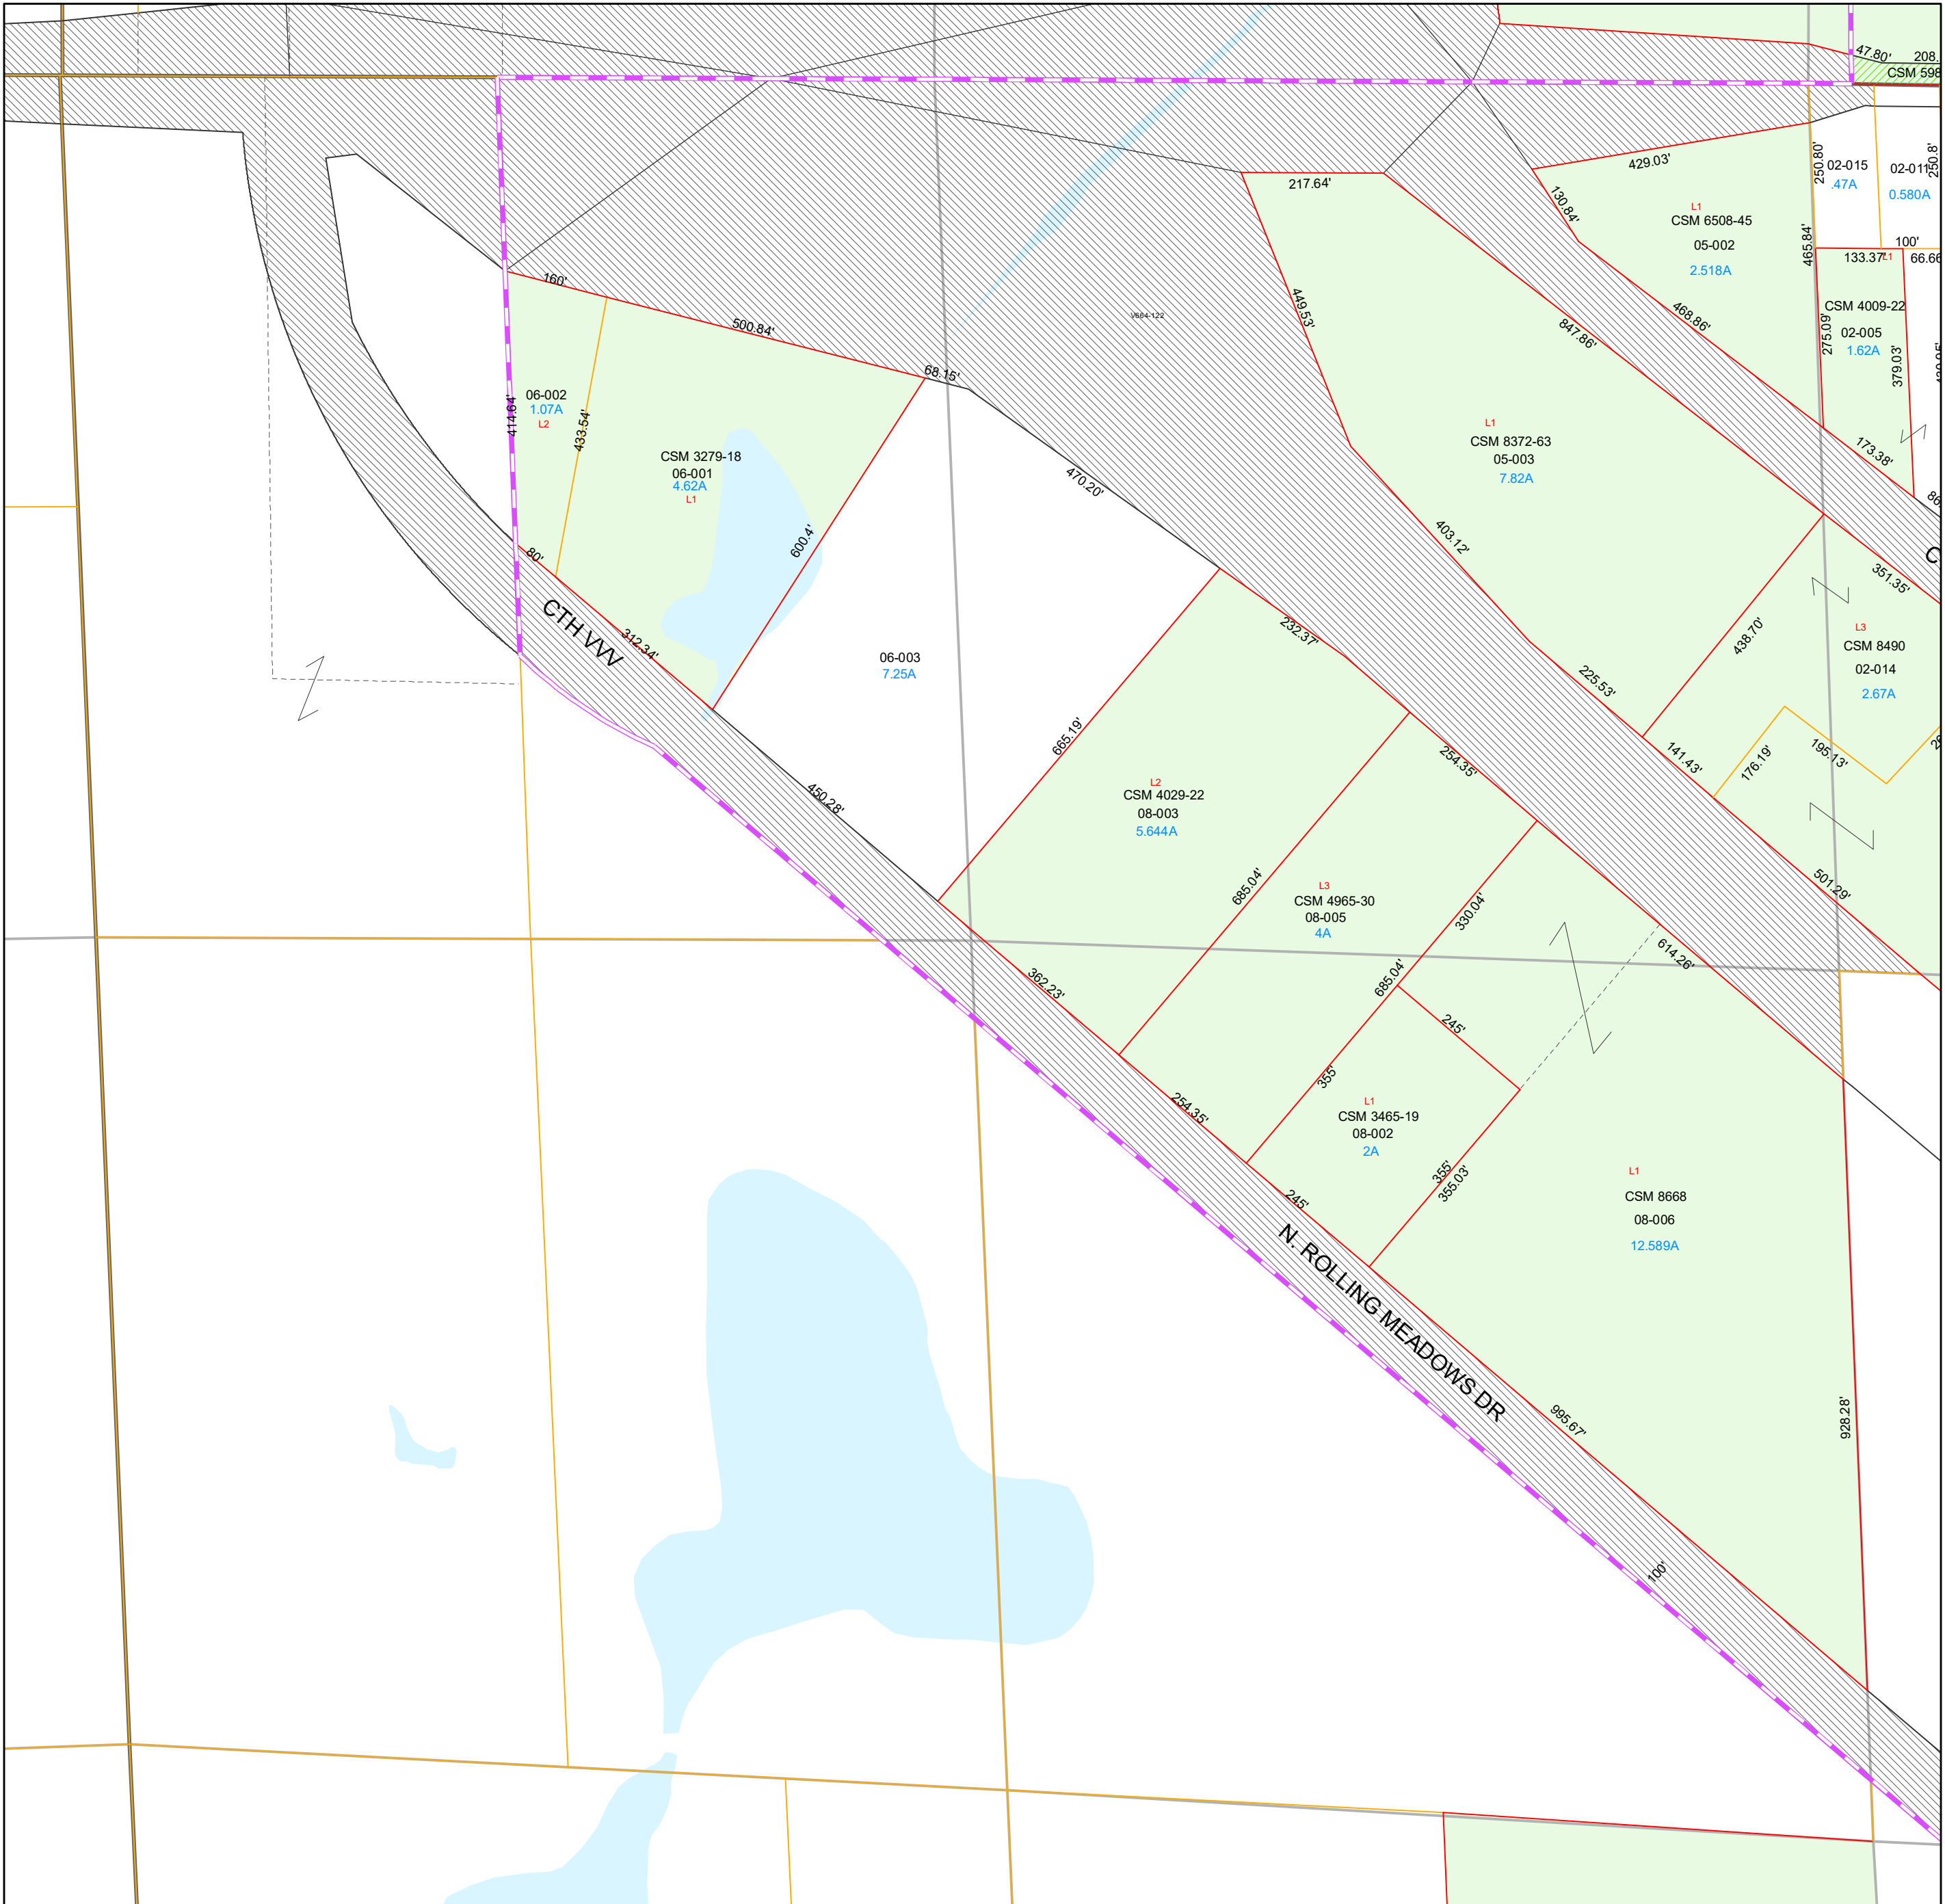 47.80'
208.
CSM 598
429.03'
250.80'
02-015
.47A
02-011
250.8'
0.580A
217.64'
130.84'
L1
CSM 6508-45
05-002
2.518A
465.84'
100'
133.37'
L1
66.66
160'
500.84'
V664-122
449.53'
847.86'
468.86'
275.09'
CSM 4009-22
02-005
1.62A
379.03'
68.15'
06-002
1.07A
L2
414.64'
433.54'
CSM 3279-18
06-001
4.62A
L1
600.4'
470.20'
L1
CSM 8372-63
05-003
7.82A
173.38'
86.
C
403.12'
351.35'
80'
CTH VVV
312.34'
06-003
7.25A
232.37'
438.70'
L3
CSM 8490
02-014
2.67A
225.53'
665.19'
141.43'
176.19'
195.13'
26
254.35'
450.28'
L2
CSM 4029-22
08-003
5.644A
685.04'
L3
CSM 4965-30
08-005
4A
330.04'
501.29'
614.26'
362.23'
685.04'
245'
355'
254.35'
L1
CSM 3465-19
08-002
2A
355'
355.03'
245'
L1
CSM 8668
08-006
12.589A
N. ROLLING MEADOWS DR
995.67'
928.28'
100'